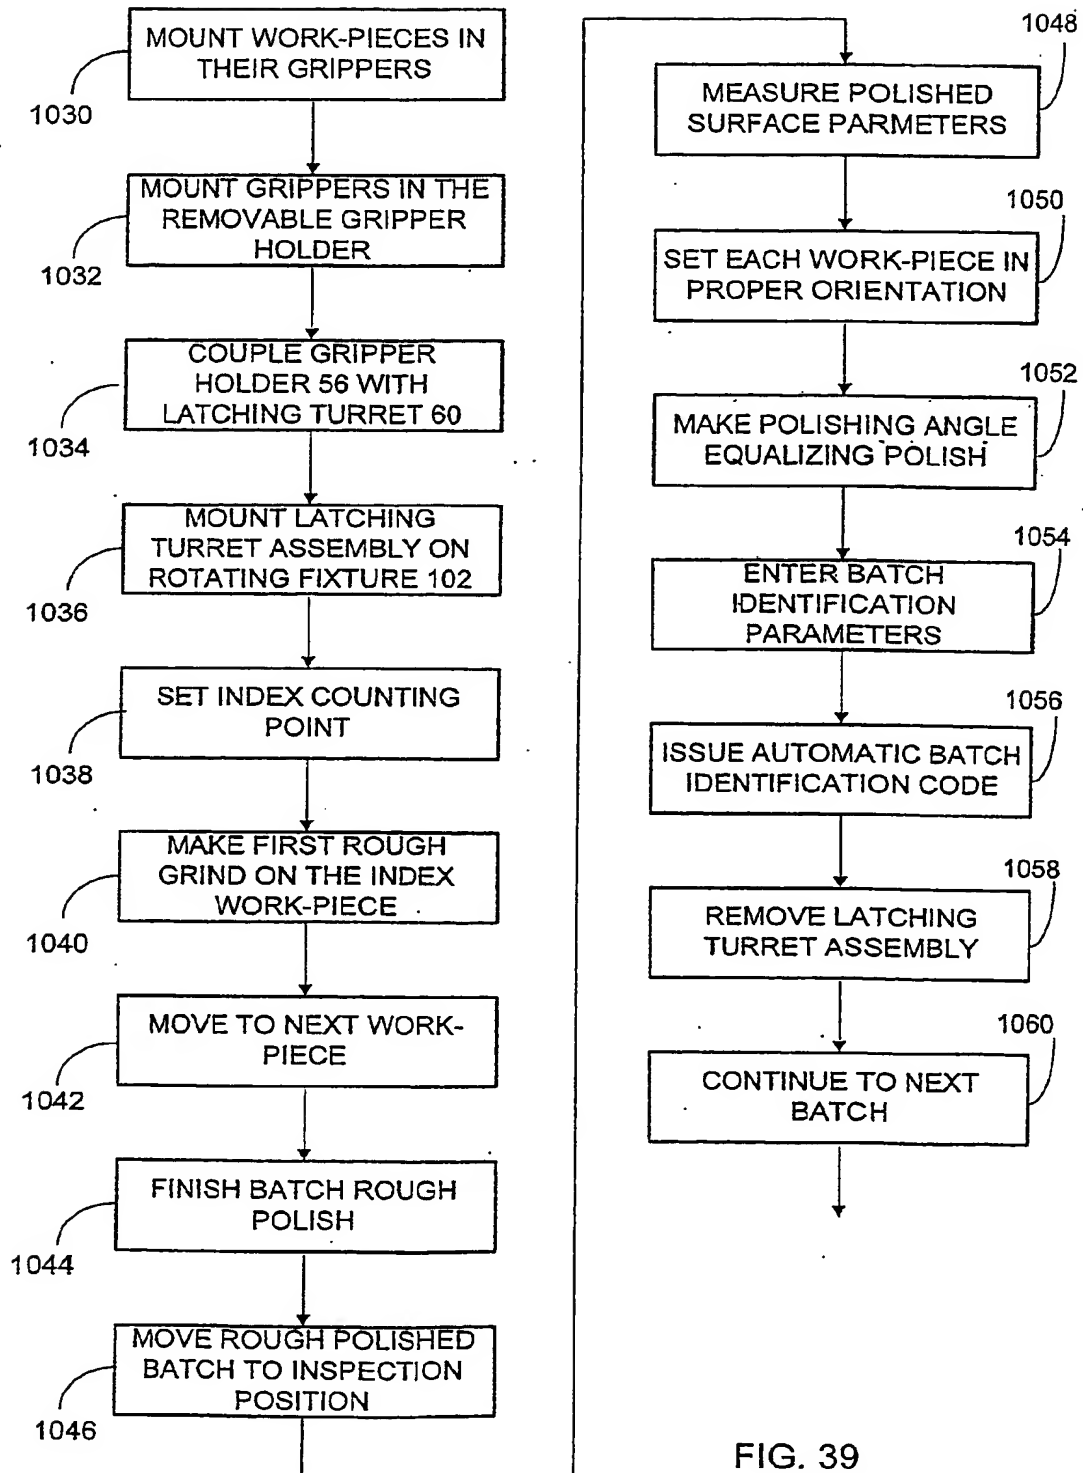 MOUNT WORK-PIECES IN
THEIR GRIPPERS
1030
MOUNT GRIPPERS IN THE
REMOVABLE GRIPPER
HOLDER
1032
COUPLE GRIPPER
HOLDER 56 WITH
LATCHING TURRET 60
1034
MOUNT LATCHING
TURRET ASSEMBLY ON
ROTATING FIXTURE 102
1036
SET INDEX COUNTING
POINT
1038
MAKE FIRST ROUGH
GRIND ON THE INDEX
WORK-PIECE
1040
MOVE TO NEXT WORK-
PIECE
1042
FINISH BATCH ROUGH
POLISH
1044
MOVE ROUGH POLISHED
BATCH TO INSPECTION
POSITION
1046
1048
MEASURE POLISHED
SURFACE PARMETERS
1050
SET EACH WORK-PIECE IN
PROPER ORIENTATION
1052
MAKE POLISHING ANGLE
EQUALIZING POLISH
1054
ENTER BATCH
IDENTIFICATION
PARAMETERS
1056
ISSUE AUTOMATIC BATCH
IDENTIFICATION CODE
1058
REMOVE LATCHING
TURRET ASSEMBLY
1060
CONTINUE TO NEXT
BATCH
FIG. 39